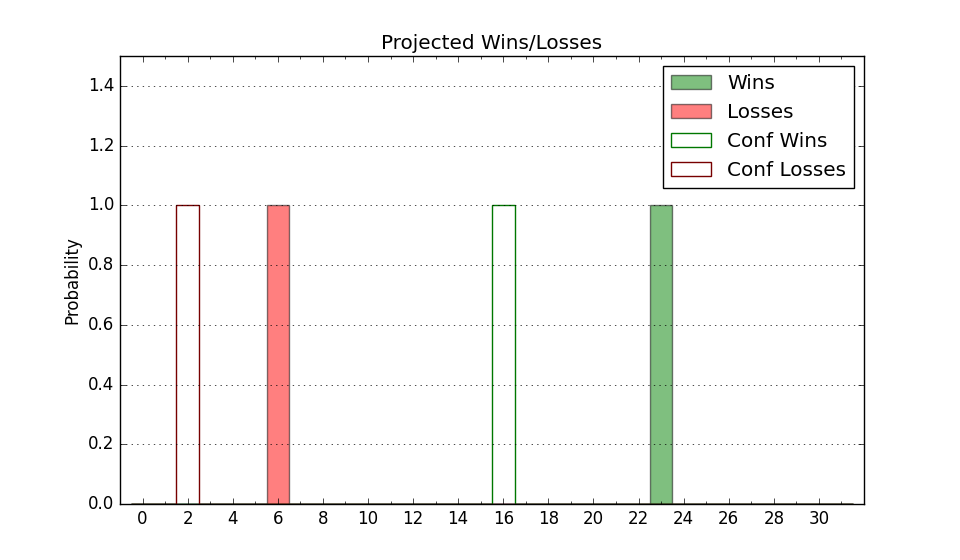 Projected Wins/Losses
Wins
Losses
Conf Wins
Conf Losses
Probability
1.4
1.2
1.0
0.8
0.6
0.4
0.2
0.0
0 2 4 6 8 10 12 14 16 18 20 22 24 26 28 30